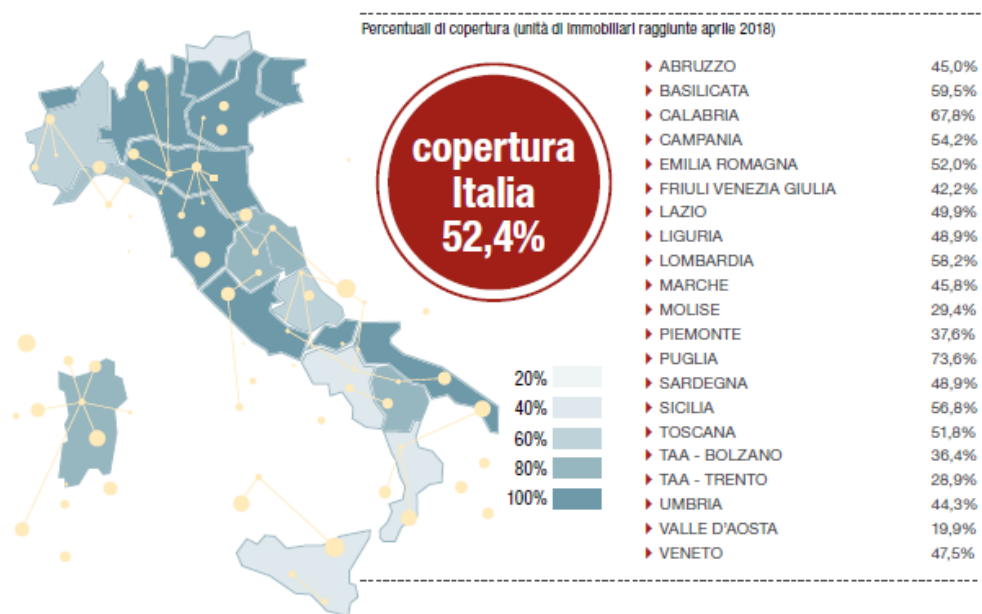 Percentuali di copertura (unità di immobiliari raggiunte aprile 2018)
copertura
Italia
52,4%
ABRUZZO 45,0%
BASILICATA 59,5%
CALABRIA 67,8%
CAMPANIA 54,2%
EMILIA ROMAGNA 52,0%
FRIULI VENEZIA GIULIA 42,2%
LAZIO 49,9%
LIGURIA 48,9%
LOMBARDIA 58,2%
MARCHE 45,8%
MOLISE 29,4%
PIEMONTE 37,6%
PUGLIA 73,6%
SARDEGNA 48,9%
SICILIA 56,8%
TOSCANA 51,8%
TAA - BOLZANO 36,4%
TAA - TRENTO 28,9%
UMBRIA 44,3%
VALLE D'AOSTA 19,9%
VENETO 47,5%
20%
40%
60%
80%
100%